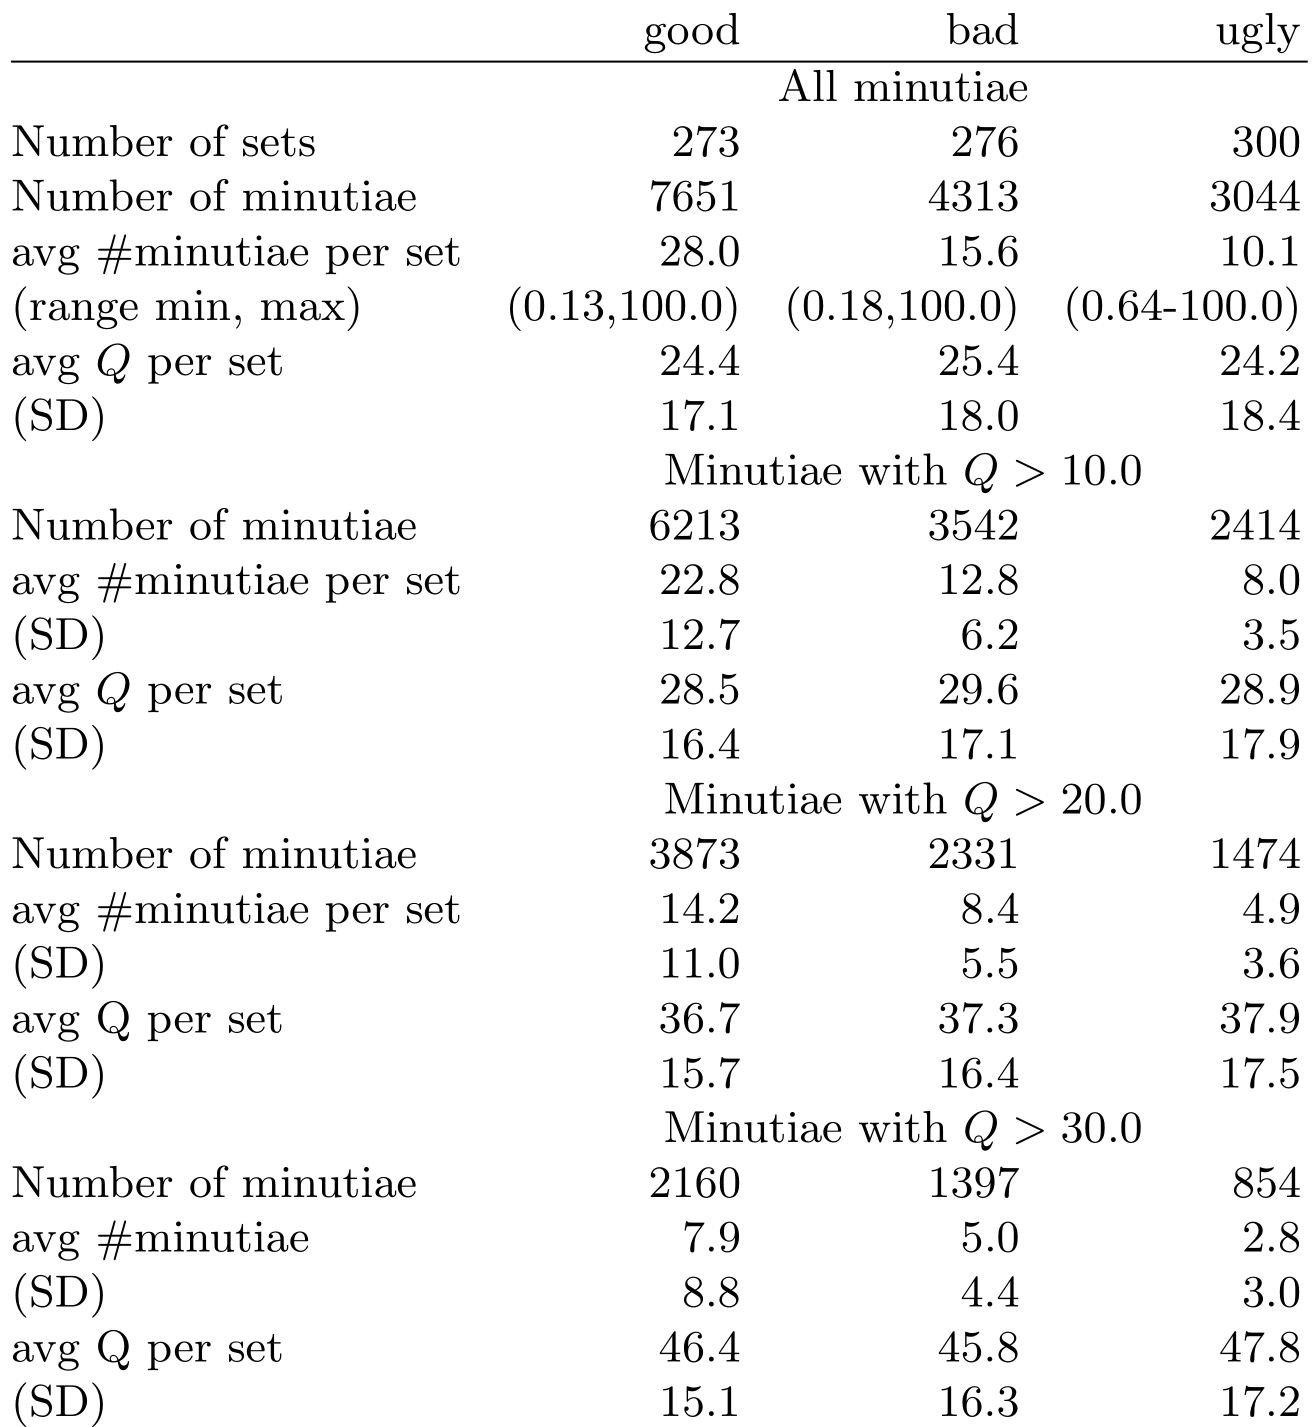 good bad ugly
All minutiae
Number of sets 273 276 300
Number of minutiae 7651 4313 3044
avg #minutiae per set 28.0 15.6 10.1
(range min, max) (0.13,100.0) (0.18,100.0) (0.64-100.0)
avg Q per set 24.4 25.4 24.2
(SD) 17.1 18.0 18.4
Minutiae with Q > 10.0
Number of minutiae 6213 3542 2414
avg #minutiae per set 22.8 12.8 8.0
(SD) 12.7 6.2 3.5
avg Q per set 28.5 29.6 28.9
(SD) 16.4 17.1 17.9
Minutiae with Q > 20.0
Number of minutiae 3873 2331 1474
avg #minutiae per set 14.2 8.4 4.9
(SD) 11.0 5.5 3.6
avg Q per set 36.7 37.3 37.9
(SD) 15.7 16.4 17.5
Minutiae with Q > 30.0
Number of minutiae 2160 1397 854
avg #minutiae 7.9 5.0 2.8
(SD) 8.8 4.4 3.0
avg Q per set 46.4 45.8 47.8
(SD) 15.1 16.3 17.2